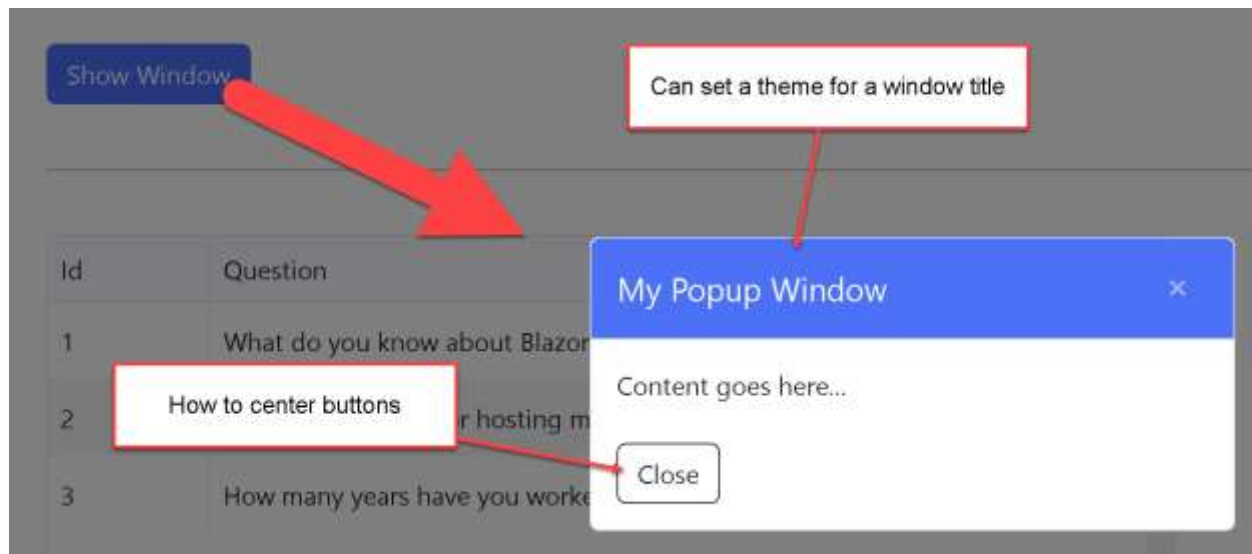 Show Window
Can set a theme for a window title
Id Question
My Popup Window ×
1 What do you know about Blazor
Content goes here...
How to center buttons
2 r hosting m
3 How many years have you worke
Close